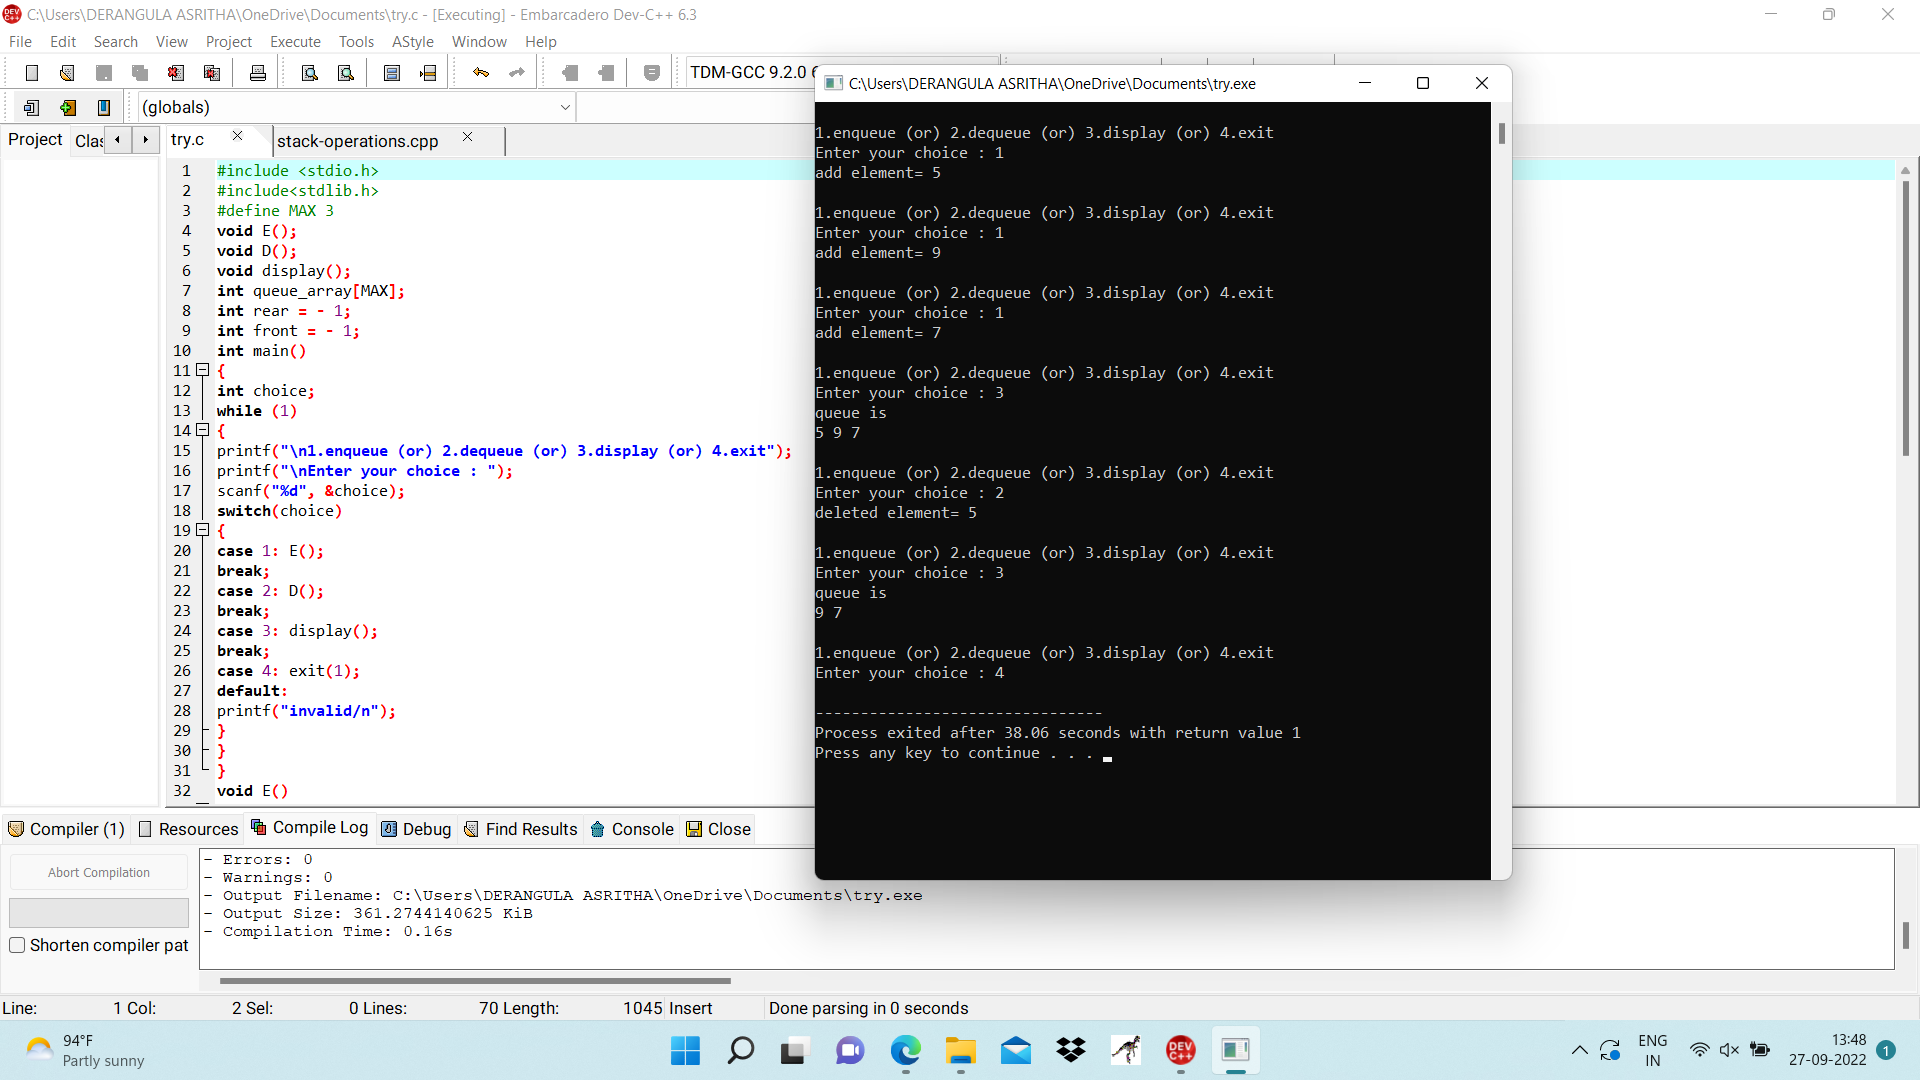 C:\Users\DERANGULA ASRITHA\OneDrive\Documents\try.c - [Executing] - Embarcadero Dev-C++ 6.3
File Edit Search View Project Execute Tools AStyle Window Help
TDM-GCC 9.2.0
(globals)
Project
try.c
stack-operations.cpp
1 #include <stdio.h>
2 #include<stdlib.h>
3 #define MAX 3
4 void E();
5 void D();
6 void display();
7 int queue_array[MAX];
8 int rear = - 1;
9 int front = - 1;
10 int main()
11 {
12 int choice;
13 while (1)
14 {
15 printf("\n1.enqueue (or) 2.dequeue (or) 3.display (or) 4.exit");
16 printf("\nEnter your choice : ");
17 scanf("%d", &choice);
18 switch(choice)
19 {
20 case 1: E();
21 break;
22 case 2: D();
23 break;
24 case 3: display();
25 break;
26 case 4: exit(1);
27 default:
28 printf("invalid/n");
29 }
30 }
31 }
32 void E()
C:\Users\DERANGULA ASRITHA\OneDrive\Documents\try.exe
1.enqueue (or) 2.dequeue (or) 3.display (or) 4.exit
Enter your choice : 1
add element= 5
1.enqueue (or) 2.dequeue (or) 3.display (or) 4.exit
Enter your choice : 1
add element= 9
1.enqueue (or) 2.dequeue (or) 3.display (or) 4.exit
Enter your choice : 1
add element= 7
1.enqueue (or) 2.dequeue (or) 3.display (or) 4.exit
Enter your choice : 3
queue is
5 9 7
1.enqueue (or) 2.dequeue (or) 3.display (or) 4.exit
Enter your choice : 2
deleted element= 5
1.enqueue (or) 2.dequeue (or) 3.display (or) 4.exit
Enter your choice : 3
queue is
9 7
1.enqueue (or) 2.dequeue (or) 3.display (or) 4.exit
Enter your choice : 4
--------------------------------
Process exited after 38.06 seconds with return value 1
Press any key to continue . . .
Compiler (1) Resources Compile Log Debug Find Results Console Close
Abort Compilation
Shorten compiler pat
- Errors: 0
- Warnings: 0
- Output Filename: C:\Users\DERANGULA ASRITHA\OneDrive\Documents\try.exe
- Output Size: 361.2744140625 KiB
- Compilation Time: 0.16s
Line: 1 Col: 2 Sel: 0 Lines: 70 Length: 1045 Insert Done parsing in 0 seconds
94°F
Partly sunny
DEV C++
ENG
IN
13:48
27-09-2022
1